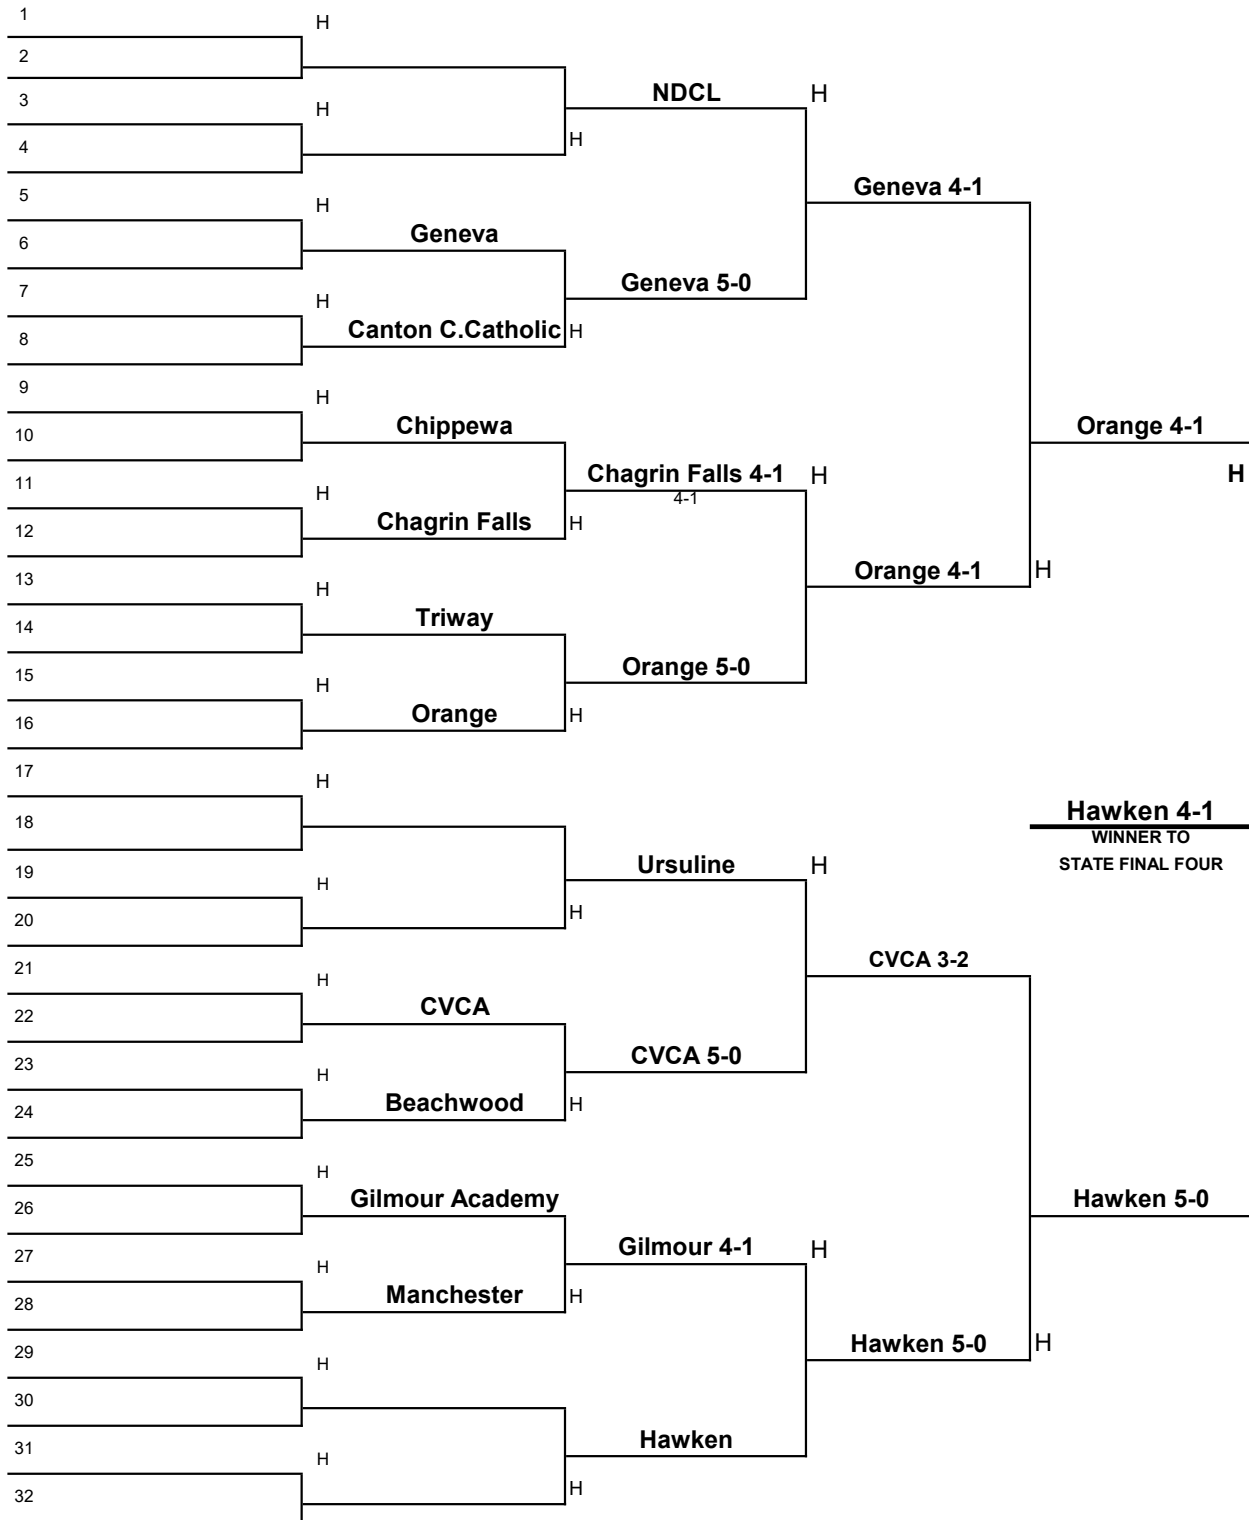 1
H
2
3
H
NDCL
H
4
H
5
H
Geneva 4-1
6
Geneva
7
H
Geneva 5-0
8
Canton C.Catholic
H
9
H
10
Chippewa
Orange 4-1
11
H
Chagrin Falls 4-1
H
H
4-1
12
Chagrin Falls
H
13
H
Orange 4-1
H
14
Triway
15
H
Orange 5-0
16
Orange
H
17
H
18
Hawken 4-1
WINNER TO
STATE FINAL FOUR
19
H
Ursuline
H
20
H
21
H
CVCA 3-2
22
CVCA
23
H
CVCA 5-0
24
Beachwood
H
25
H
26
Gilmour Academy
Hawken 5-0
27
H
Gilmour 4-1
H
28
Manchester
H
29
H
Hawken 5-0
H
30
31
H
Hawken
32
H